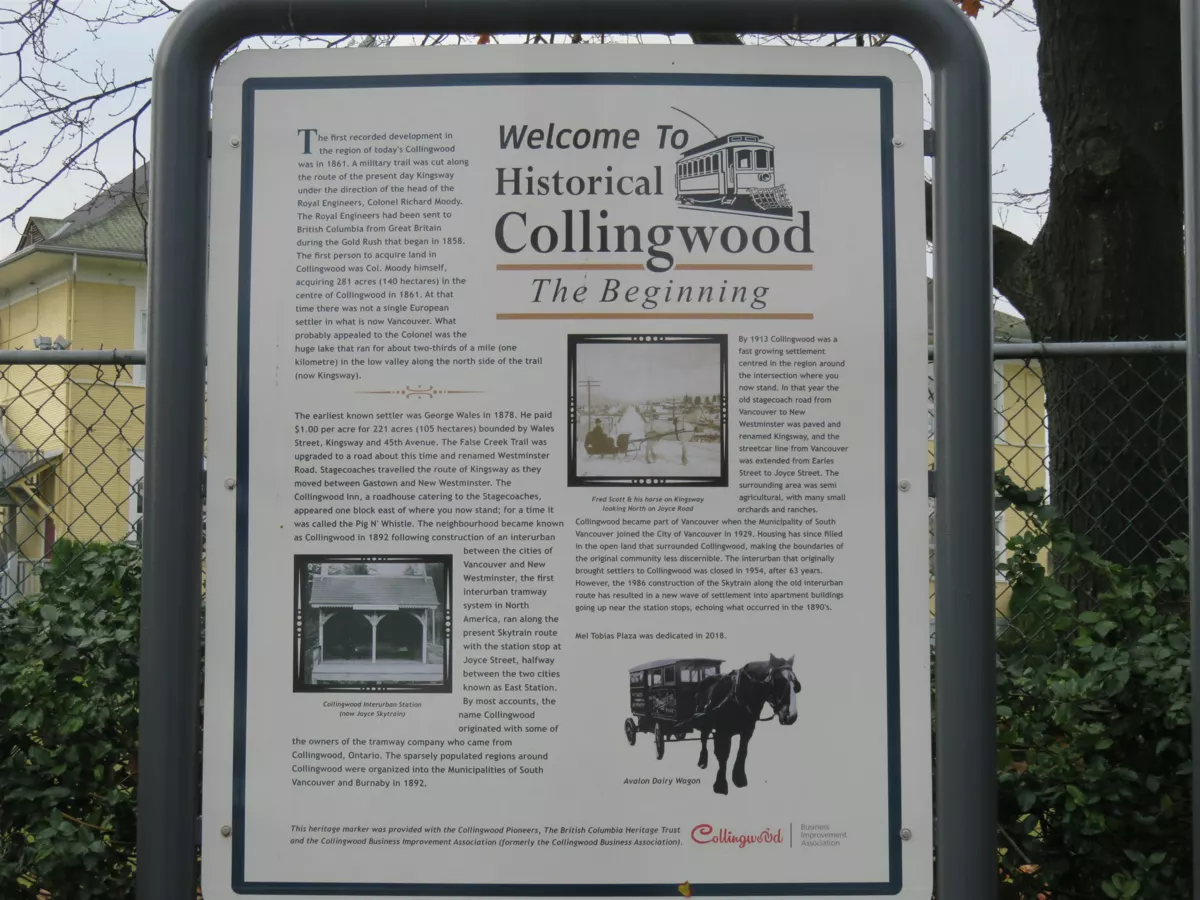 Welcome To
Historical
Collingwood
The Beginning
The first recorded development in
the region of today's Collingwood
was in 1861. A military trail was cut along
the route of the present day Kingsway
under the direction of the head of the
Royal Engineers, Colonel Richard Moody.
The Royal Engineers had been sent to
British Columbia from Great Britain
during the Gold Rush that began in 1858.
The first person to acquire land in
Collingwood was Col. Moody himself,
acquiring 281 acres (140 hectares) in the
centre of Collingwood in 1861. At that
time there was not a single European
settler in what is now Vancouver. What
probably appealed to the Colonel was the
huge lake that ran for about two-thirds of a mile (one
kilometre) in the low valley along the north side of the trail
(now Kingsway).
The earliest known settler was George Wales in 1878. He paid
$1.00 per acre for 221 acres (105 hectares) bounded by Wales
Street, Kingsway and 45th Avenue. The False Creek Trail was
upgraded to a road about this time and renamed Westminster
Road. Stagecoaches travelled the route of Kingsway as they
moved between Gastown and New Westminster. The
Collingwood Inn, a roadhouse catering to the Stagecoaches,
appeared one block east of where you now stand; for a time it
was called the Pig N' Whistle. The neighbourhood became known
as Collingwood in 1892 following construction of an interurban
between the cities of
Vancouver and New
Westminster, the first
interurban tramway
system in North
America, ran along the
present Skytrain route
with the station stop at
Joyce Street, halfway
between the two cities
known as East Station.
By most accounts, the
name Collingwood
originated with some of
the owners of the tramway company who came from
Collingwood, Ontario. The sparsely populated regions around
Collingwood were organized into the Municipalities of South
Vancouver and Burnaby in 1892.
Collingwood Interurban Station
(now Joyce Skytrain)
Fred Scott & his horse on Kingsway
looking North on Joyce Road
By 1913 Collingwood was a
fast growing settlement
centred in the region around
the intersection where you
now stand. In that year the
old stagecoach road from
Vancouver to New
Westminster was paved and
renamed Kingsway, and the
streetcar line from Vancouver
was extended from Earles
Street to Joyce Street. The
surrounding area was semi
agricultural, with many small
orchards and ranches.
Collingwood became part of Vancouver when the Municipality of South
Vancouver joined the City of Vancouver in 1929. Housing has since filled
in the open land that surrounded Collingwood, making the boundaries of
the original community less discernible. The interurban that originally
brought settlers to Collingwood was closed in 1954, after 63 years.
However, the 1986 construction of the Skytrain along the old interurban
route has resulted in a new wave of settlement into apartment buildings
going up near the station stops, echoing what occurred in the 1890's.
Mel Tobias Plaza was dedicated in 2018.
Avalon Dairy Wagon
This heritage marker was provided with the Collingwood Pioneers, The British Columbia Heritage Trust
and the Collingwood Business Improvement Association (formerly the Collingwood Business Association).
Collingwood
Business
Improvement
Association